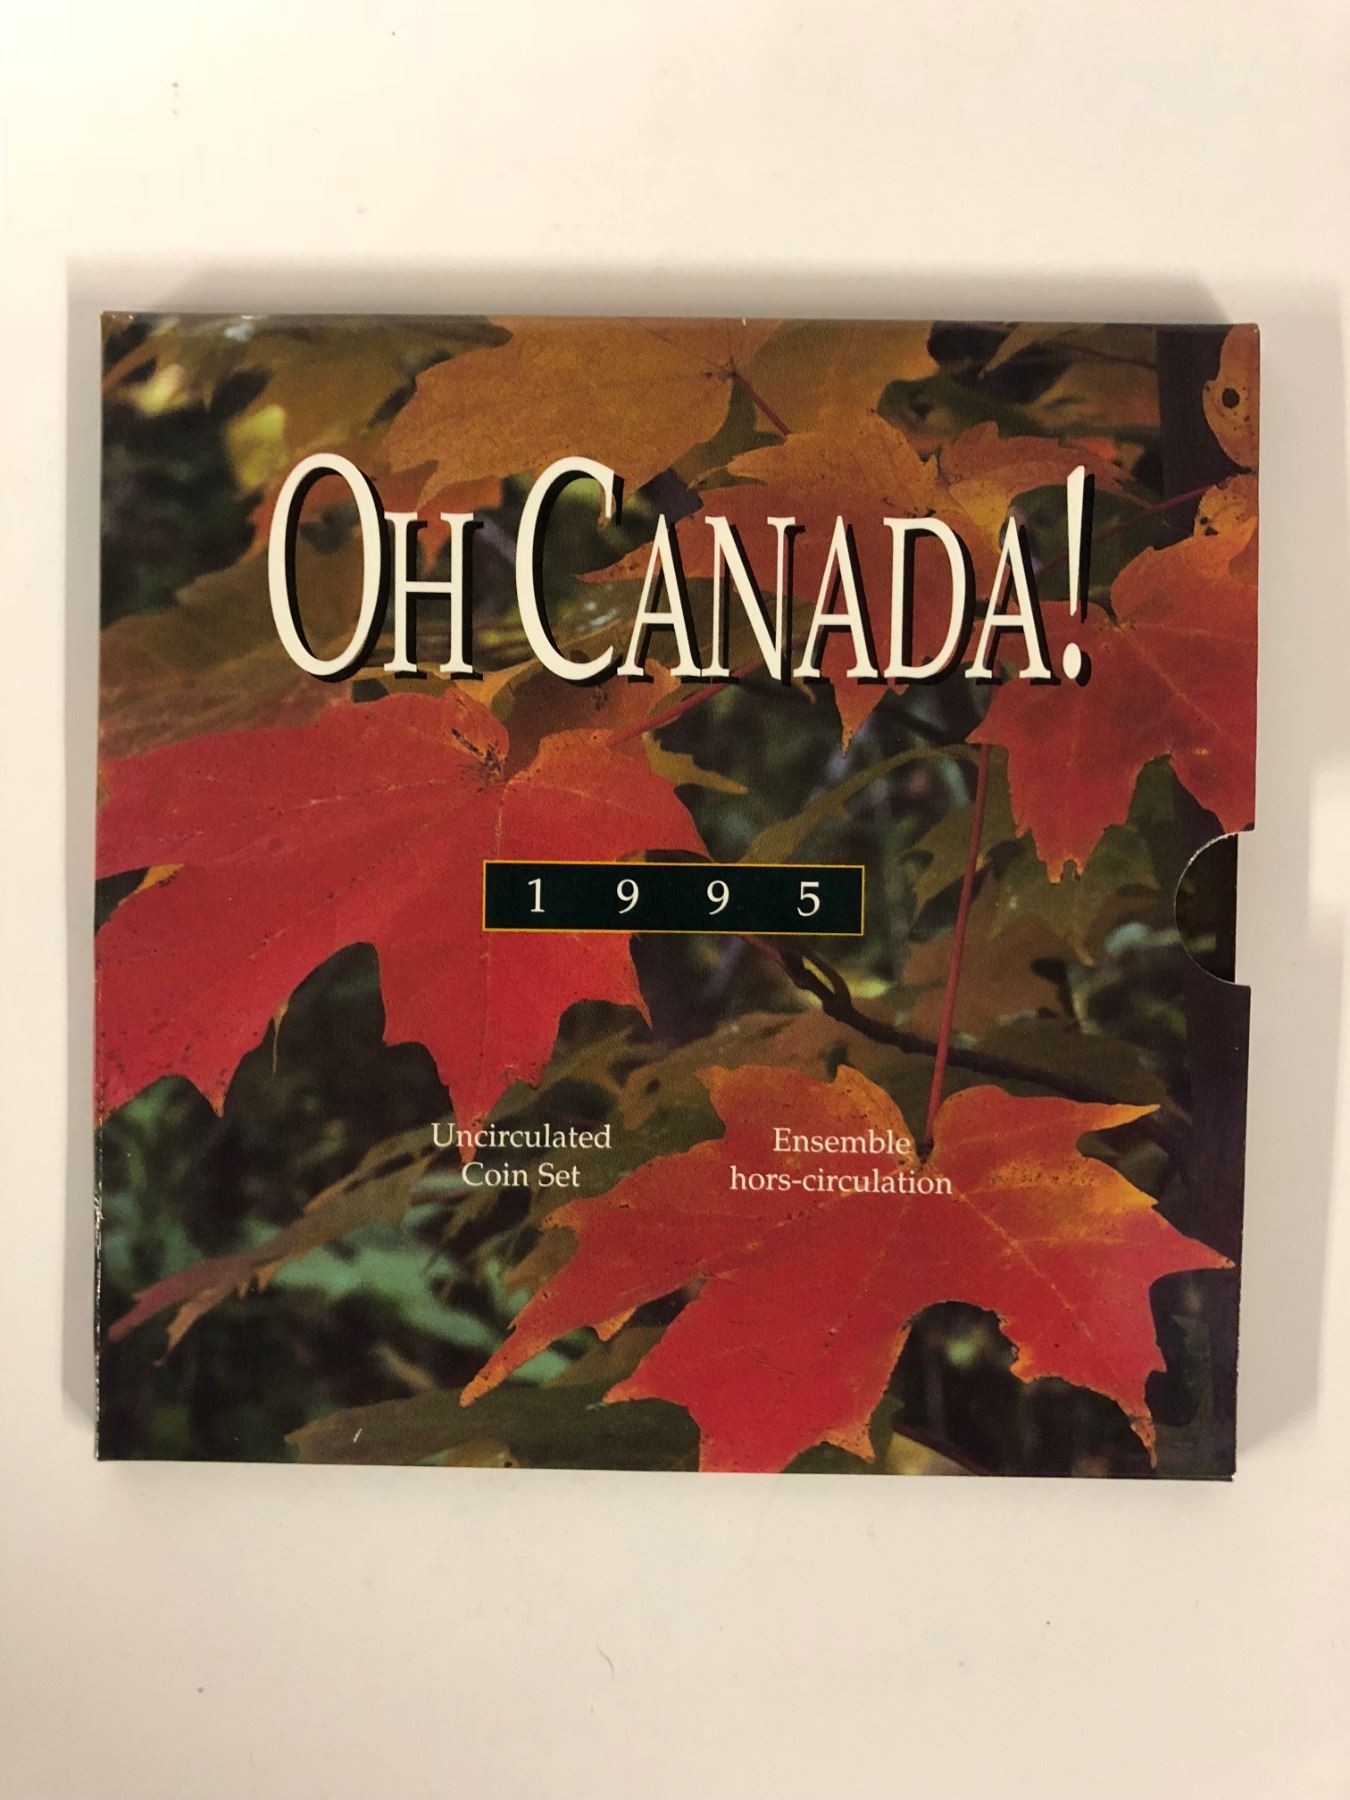 OH CANADA!
1995
Uncirculated
Coin Set
Ensemble
hors-circulation